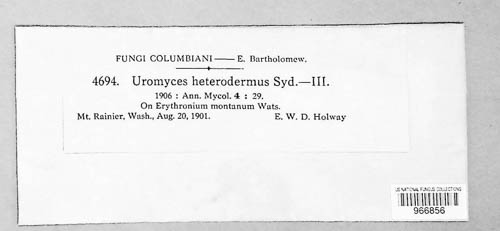 FUNGI COLUMBIANI — E. Bartholomew.
4694. Uromyces heterodermus Syd.—III.
1906 : Ann. Mycol. 4 : 29.
On Erythronium montanum Wats.
Mt. Rainier, Wash., Aug. 20, 1901. E. W. D. Holway
US NATIONAL FUNGUS COLLECTIONS
966856